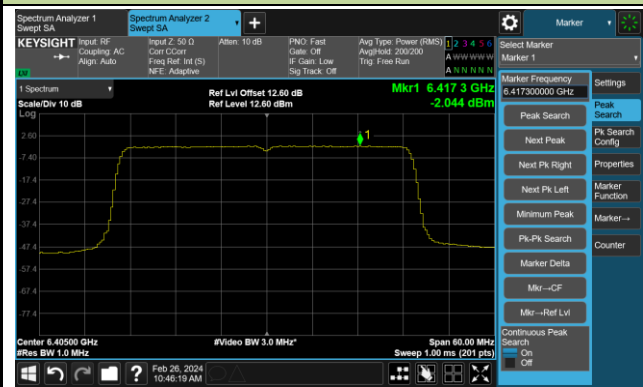 Spectrum Analyzer 1
Swept SA
Spectrum Analyzer 2
Swept SA
Marker
KEYSIGHT
Input: RF
Coupling: AC
Align: Auto
Input Z: 50 Ω
Corr CCorr
Freq Ref: Int (S)
NFE: Adaptive
Atten: 10 dB
PNO: Fast
Gate: Off
IF Gain: Low
Sig Track: Off
Avg Type: Power (RMS)
Avg|Hold: 200/200
Trig: Free Run
1 2 3 4 5 6
A W W W W W
A N N N N N
Select Marker
Marker 1
1 Spectrum
Scale/Div 10 dB
Log
Ref Lvl Offset 12.60 dB
Ref Level 12.60 dBm
Mkr1 6.417 3 GHz
-2.044 dBm
2.60
-7.40
-17.4
-27.4
-37.4
-47.4
-57.4
-67.4
-77.4
1
Center 6.40500 GHz
#Res BW 1.0 MHz
#Video BW 3.0 MHz*
Span 60.00 MHz
Sweep 1.00 ms (201 pts)
Marker Frequency
6.417300000 GHz
Peak Search
Next Peak
Next Pk Right
Next Pk Left
Minimum Peak
Pk-Pk Search
Marker Delta
Mkr→CF
Mkr→Ref Lvl
Continuous Peak
Search
On
Off
Settings
Peak
Search
Pk Search
Config
Properties
Marker
Function
Marker→
Counter
Feb 26, 2024
10:46:19 AM